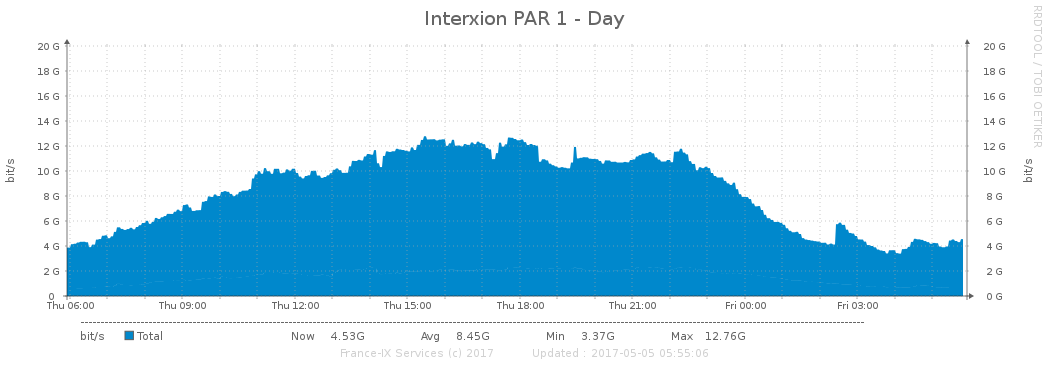 Interxion PAR 1 - Day
RRDTOOL / TOBI OETIKER
bit/s
20 G 20 G
18 G 18 G
16 G 16 G
14 G 14 G
12 G 12 G
10 G 10 G
8 G 8 G
6 G 6 G
4 G 4 G
2 G 2 G
0 0 G
bit/s
Thu 06:00 Thu 09:00 Thu 12:00 Thu 15:00 Thu 18:00 Thu 21:00 Fri 00:00 Fri 03:00
bit/s Total Now 4.53G Avg 8.45G Min 3.37G Max 12.76G
France-IX Services (c) 2017 Updated : 2017-05-05 05:55:06